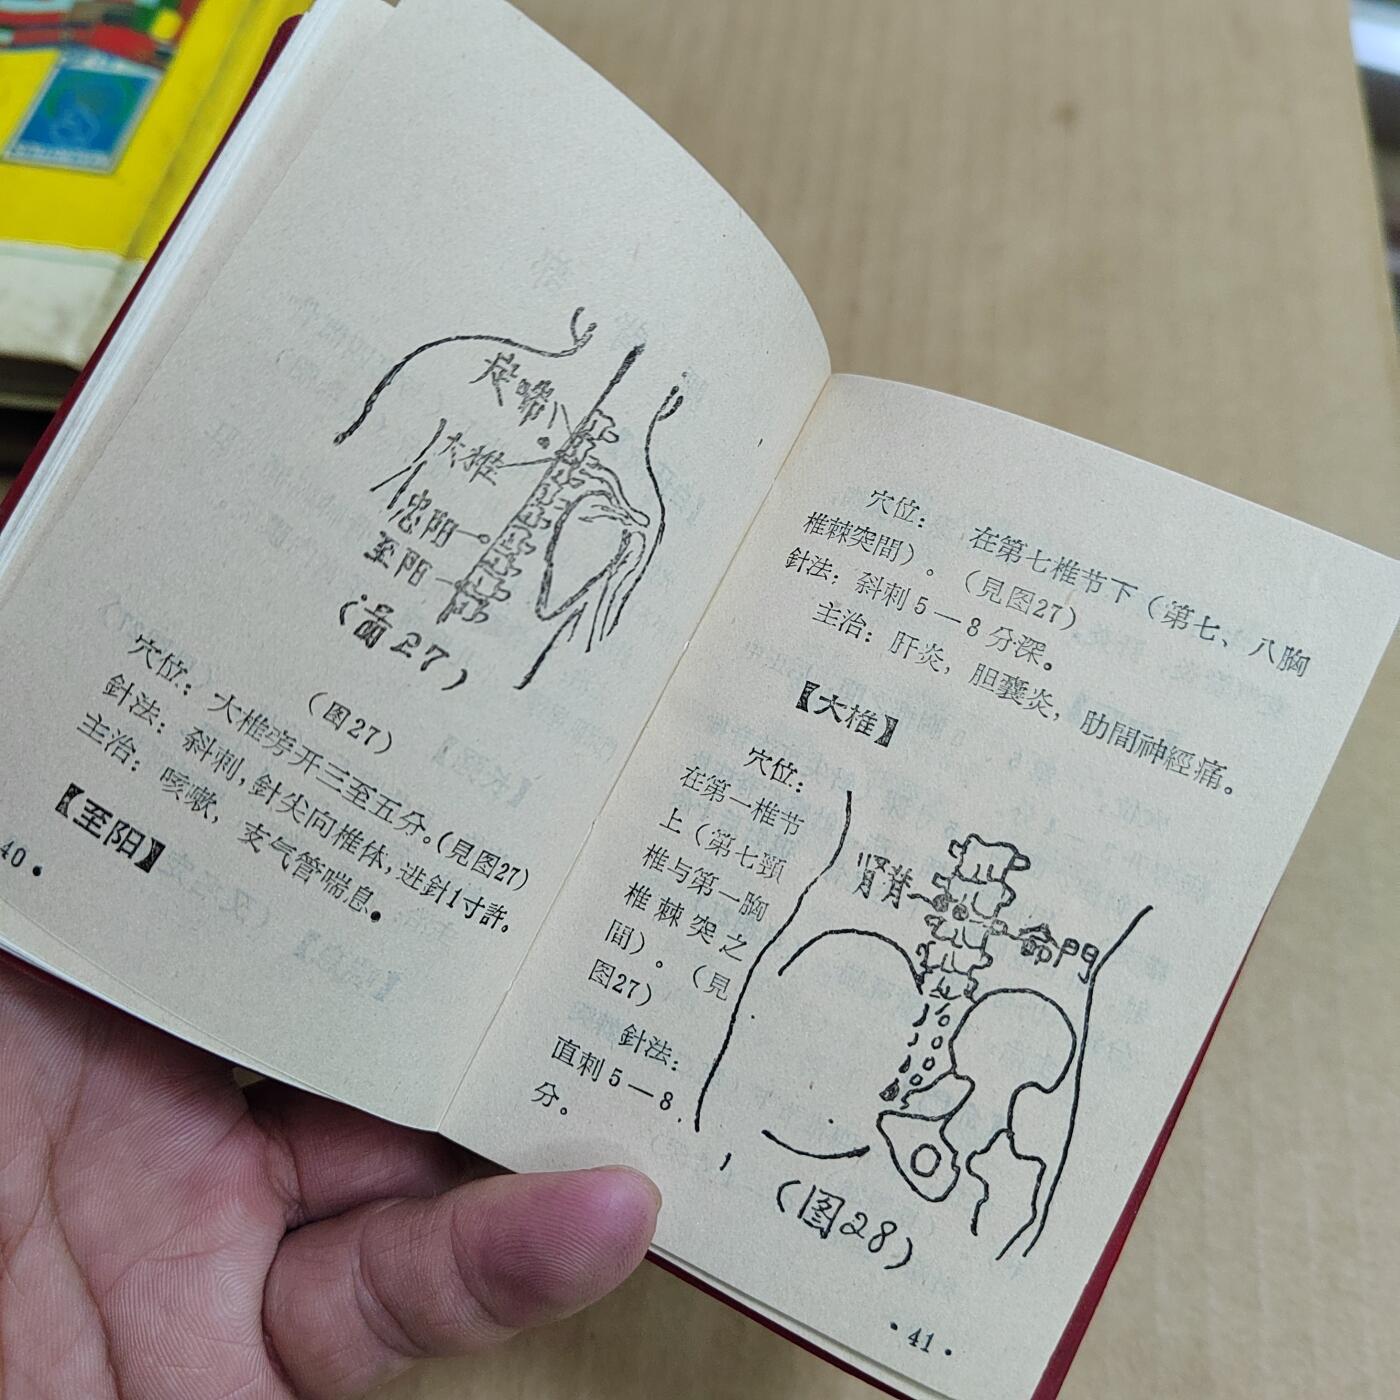 定喘
大椎
忠阳
至阳
(图27)
(图27)
穴位：大椎旁开三至五分。(見图27)
針法：斜刺,針尖向椎体,进針1寸許。
主治：咳嗽，支气管喘息。
【至阳】
40·
穴位：在第七椎节下（第七、八胸
椎棘突間）。（見图27）
針法：斜刺5—8分深。
主治：肝炎，胆囊炎，肋間神經痛。
【大椎】
穴位：
在第一椎节
上（第七頸
椎与第一胸
椎棘突之
間）。（見
图27）
針法：
直刺5—8
分。
命門
(图28)
·41·